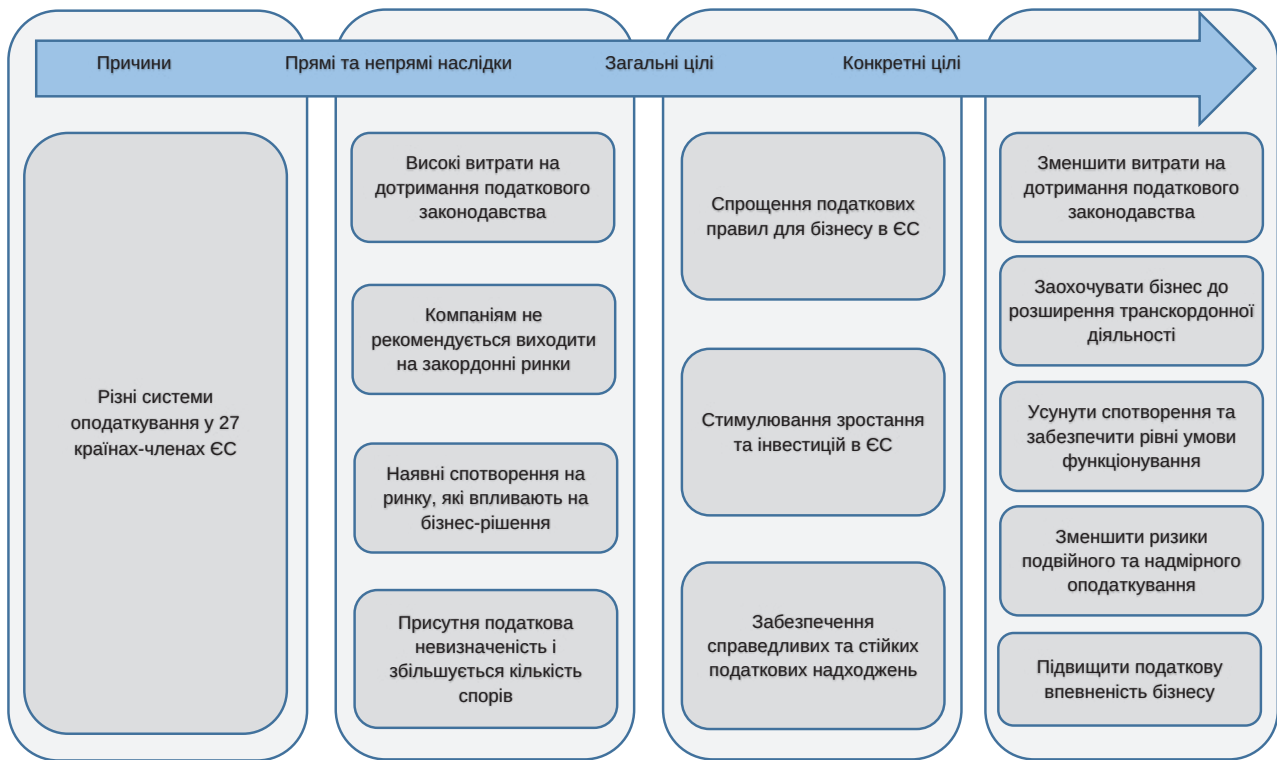 Причини
Прямі та непрямі наслідки
Загальні цілі
Конкретні цілі
Різні системи
оподаткування у 27
країнах-членах ЄС
Високі витрати на
дотримання податкового
законодавства
Компаніям не
рекомендується виходити
на закордонні ринки
Наявні спотворення на
ринку, які впливають на
бізнес-рішення
Присутня податкова
невизначеність і
збільшується кількість
спорів
Спрощення податкових
правил для бізнесу в ЄС
Стимулювання зростання
та інвестицій в ЄС
Забезпечення
справедливих та стійких
податкових надходжень
Зменшити витрати на
дотримання податкового
законодавства
Заохочувати бізнес до
розширення транскордонної
діяльності
Усунути спотворення та
забезпечити рівні умови
функціонування
Зменшити ризики
подвійного та надмірного
оподаткування
Підвищити податкову
впевненість бізнесу